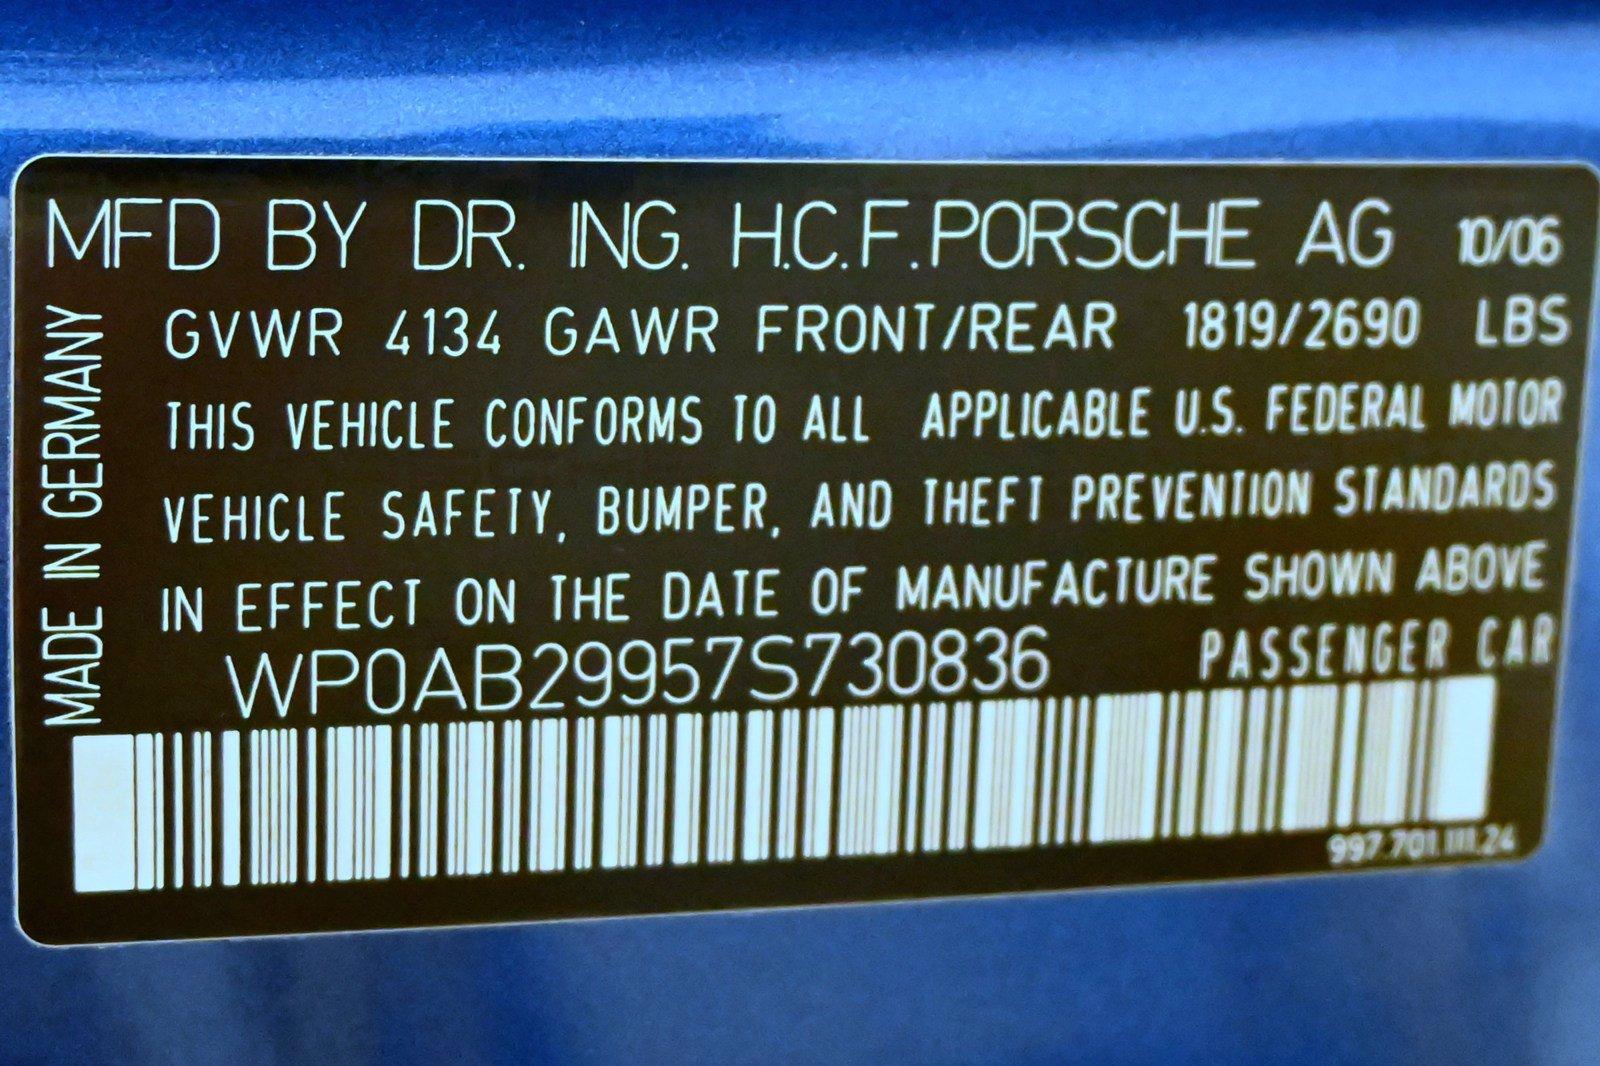 MFD BY DR. ING. H.C.F.PORSCHE AG 10/06
GVWR 4134 GAWR FRONT/REAR 1819/2690 LBS
THIS VEHICLE CONFORMS TO ALL APPLICABLE U.S. FEDERAL MOTOR
VEHICLE SAFETY, BUMPER, AND THEFT PREVENTION STANDARDS
IN EFFECT ON THE DATE OF MANUFACTURE SHOWN ABOVE
WP0AB29957S730836 PASSENGER CAR
997.701.111.24
MADE IN GERMANY